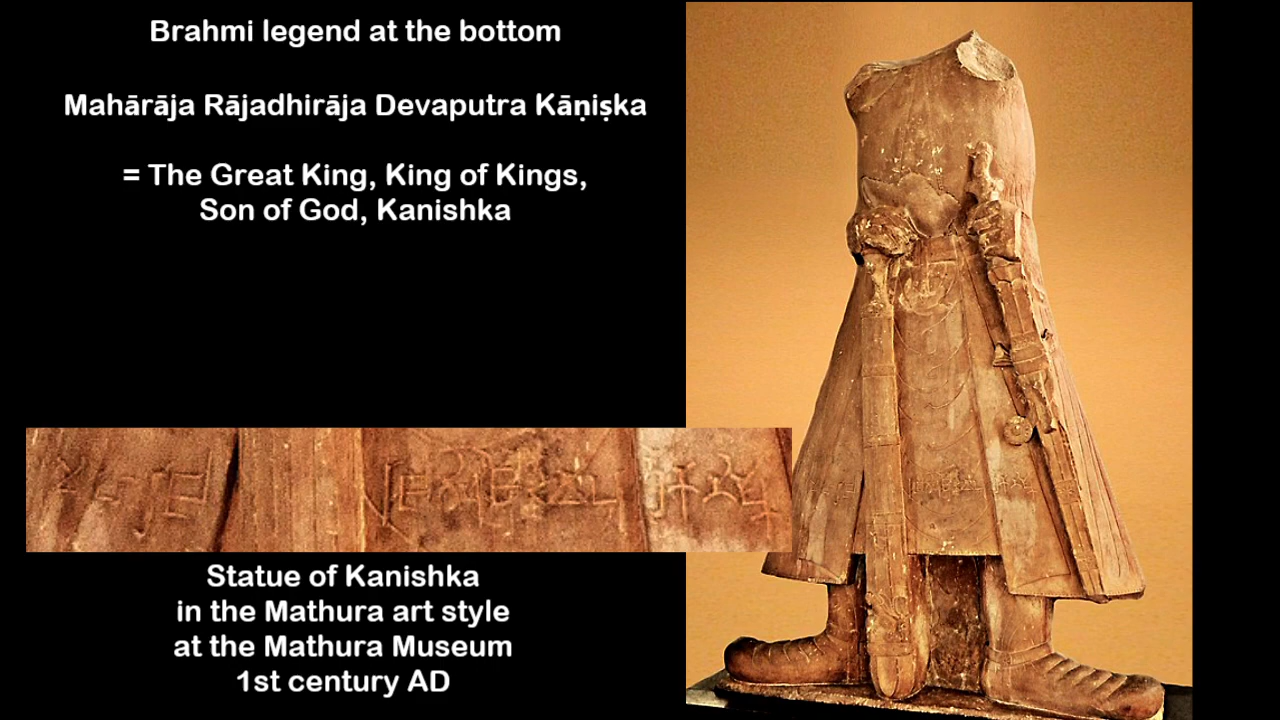 Brahmi legend at the bottom
Mahārāja Rājadhirāja Devaputra Kāṇiṣka
= The Great King, King of Kings,
Son of God, Kanishka
Statue of Kanishka
in the Mathura art style
at the Mathura Museum
1st century AD